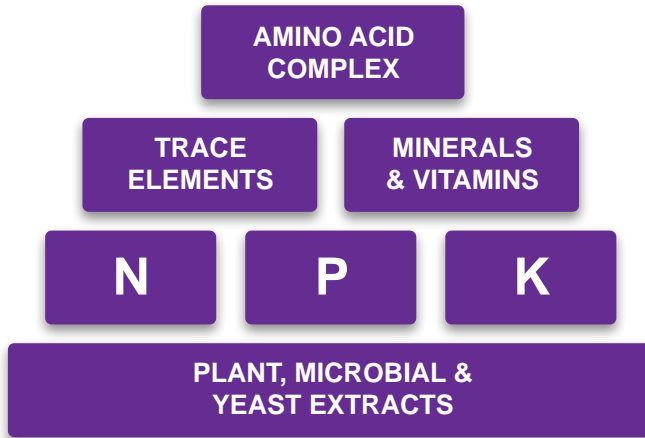 AMINO ACID
COMPLEX
TRACE
ELEMENTS
MINERALS
& VITAMINS
N
P
K
PLANT, MICROBIAL &
YEAST EXTRACTS